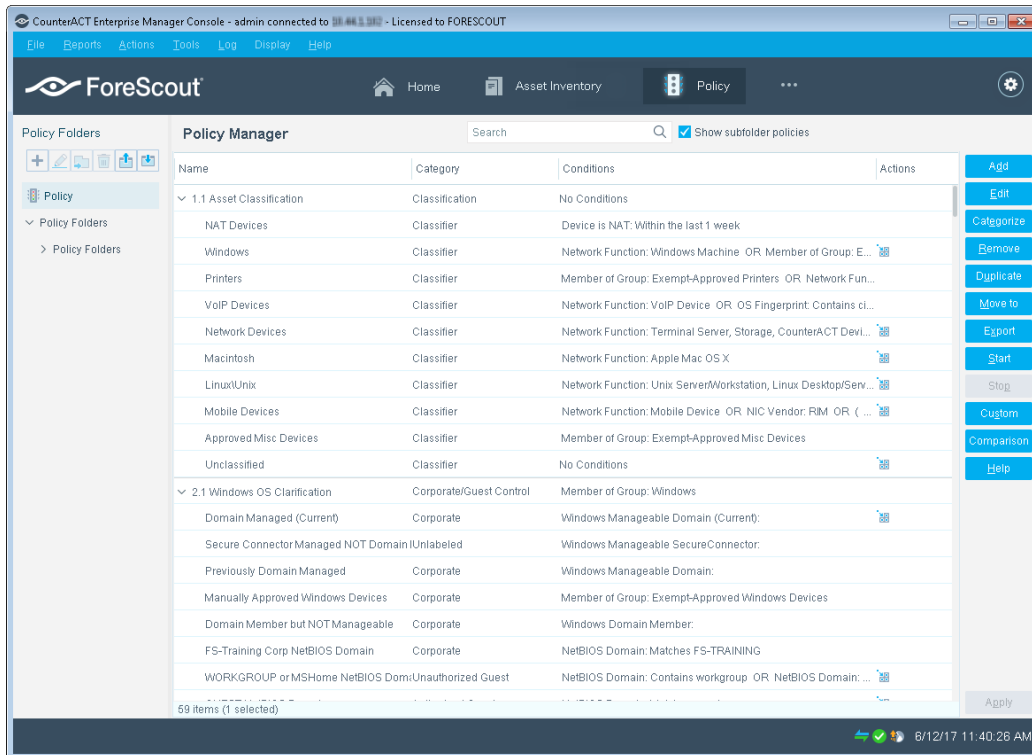 CounterACT Enterprise Manager Console - admin connected to - Licensed to FORESCOUT
File Reports Actions Tools Log Display Help
ForeScout Home Asset Inventory Policy
Policy Folders
Policy Manager Search Show subfolder policies
Name Category Conditions Actions
Add
1.1 Asset Classification Classification No Conditions
Policy
Edit
Policy Folders
NAT Devices Classifier Device is NAT: Within the last 1 week
Categorize
Policy Folders
Windows Classifier Network Function: Windows Machine OR Member of Group: E...
Remove
Printers Classifier Member of Group: Exempt-Approved Printers OR Network Fun...
Duplicate
VoIP Devices Classifier Network Function: VoIP Device OR OS Fingerprint: Contains ci...
Move to
Network Devices Classifier Network Function: Terminal Server, Storage, CounterACT Devi...
Export
Macintosh Classifier Network Function: Apple Mac OS X
Start
Linux\Unix Classifier Network Function: Unix Server/Workstation, Linux Desktop/Serv...
Stop
Mobile Devices Classifier Network Function: Mobile Device OR NIC Vendor: RIM OR ( ...
Custom
Approved Misc Devices Classifier Member of Group: Exempt-Approved Misc Devices
Comparison
Unclassified Classifier No Conditions
Help
2.1 Windows OS Clarification Corporate/Guest Control Member of Group: Windows
Domain Managed (Current) Corporate Windows Manageable Domain (Current):
Secure Connector Managed NOT Domain Unlabeled Windows Manageable SecureConnector:
Previously Domain Managed Corporate Windows Manageable Domain:
Manually Approved Windows Devices Corporate Member of Group: Exempt-Approved Windows Devices
Domain Member but NOT Manageable Corporate Windows Domain Member:
FS-Training Corp NetBIOS Domain Corporate NetBIOS Domain: Matches FS-TRAINING
WORKGROUP or MSHome NetBIOS Doma Unauthorized Guest NetBIOS Domain: Contains workgroup OR NetBIOS Domain: ...
59 items (1 selected)
Apply
6/12/17 11:40:26 AM